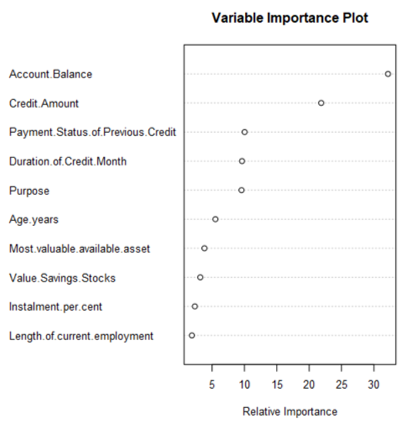 Variable Importance Plot
Account.Balance
Credit.Amount
Payment.Status.of.Previous.Credit
Duration.of.Credit.Month
Purpose
Age.years
Most.valuable.available.asset
Value.Savings.Stocks
Instalment.per.cent
Length.of.current.employment
5 10 15 20 25 30
Relative Importance